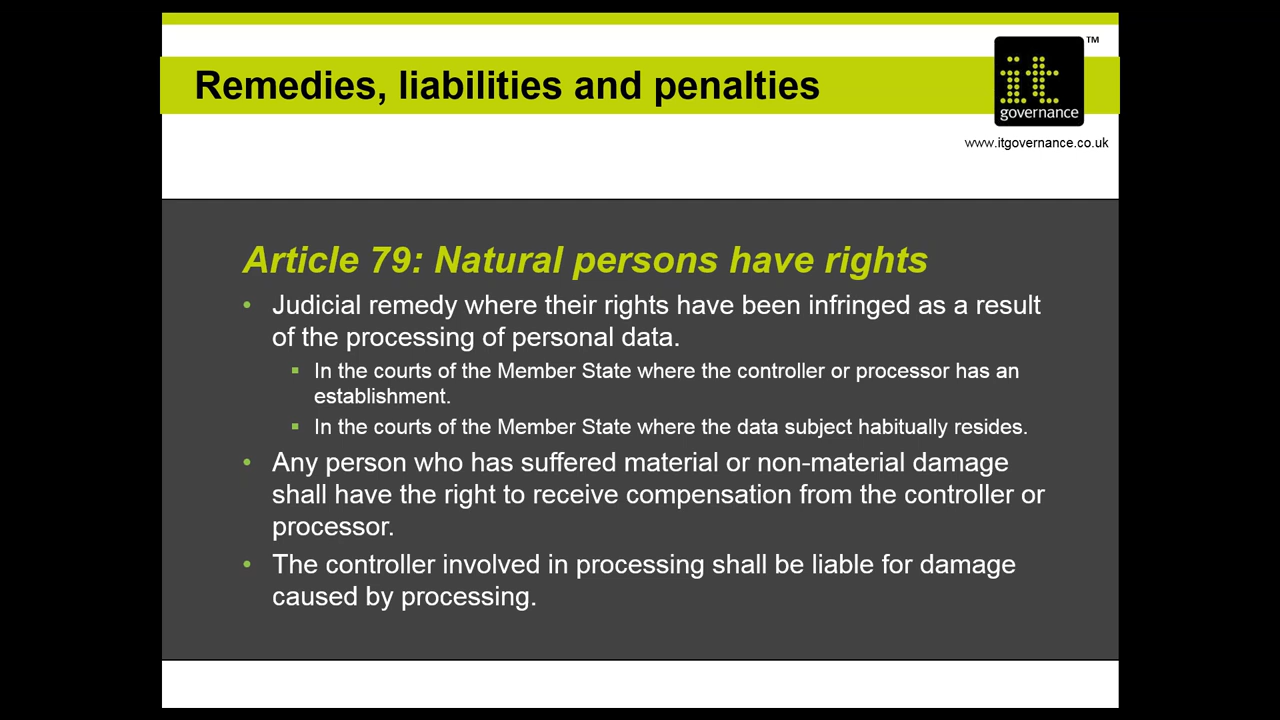 Remedies, liabilities and penalties
it
governance
™
www.itgovernance.co.uk
Article 79: Natural persons have rights
• Judicial remedy where their rights have been infringed as a result
of the processing of personal data.
▪ In the courts of the Member State where the controller or processor has an
establishment.
▪ In the courts of the Member State where the data subject habitually resides.
• Any person who has suffered material or non-material damage
shall have the right to receive compensation from the controller or
processor.
• The controller involved in processing shall be liable for damage
caused by processing.